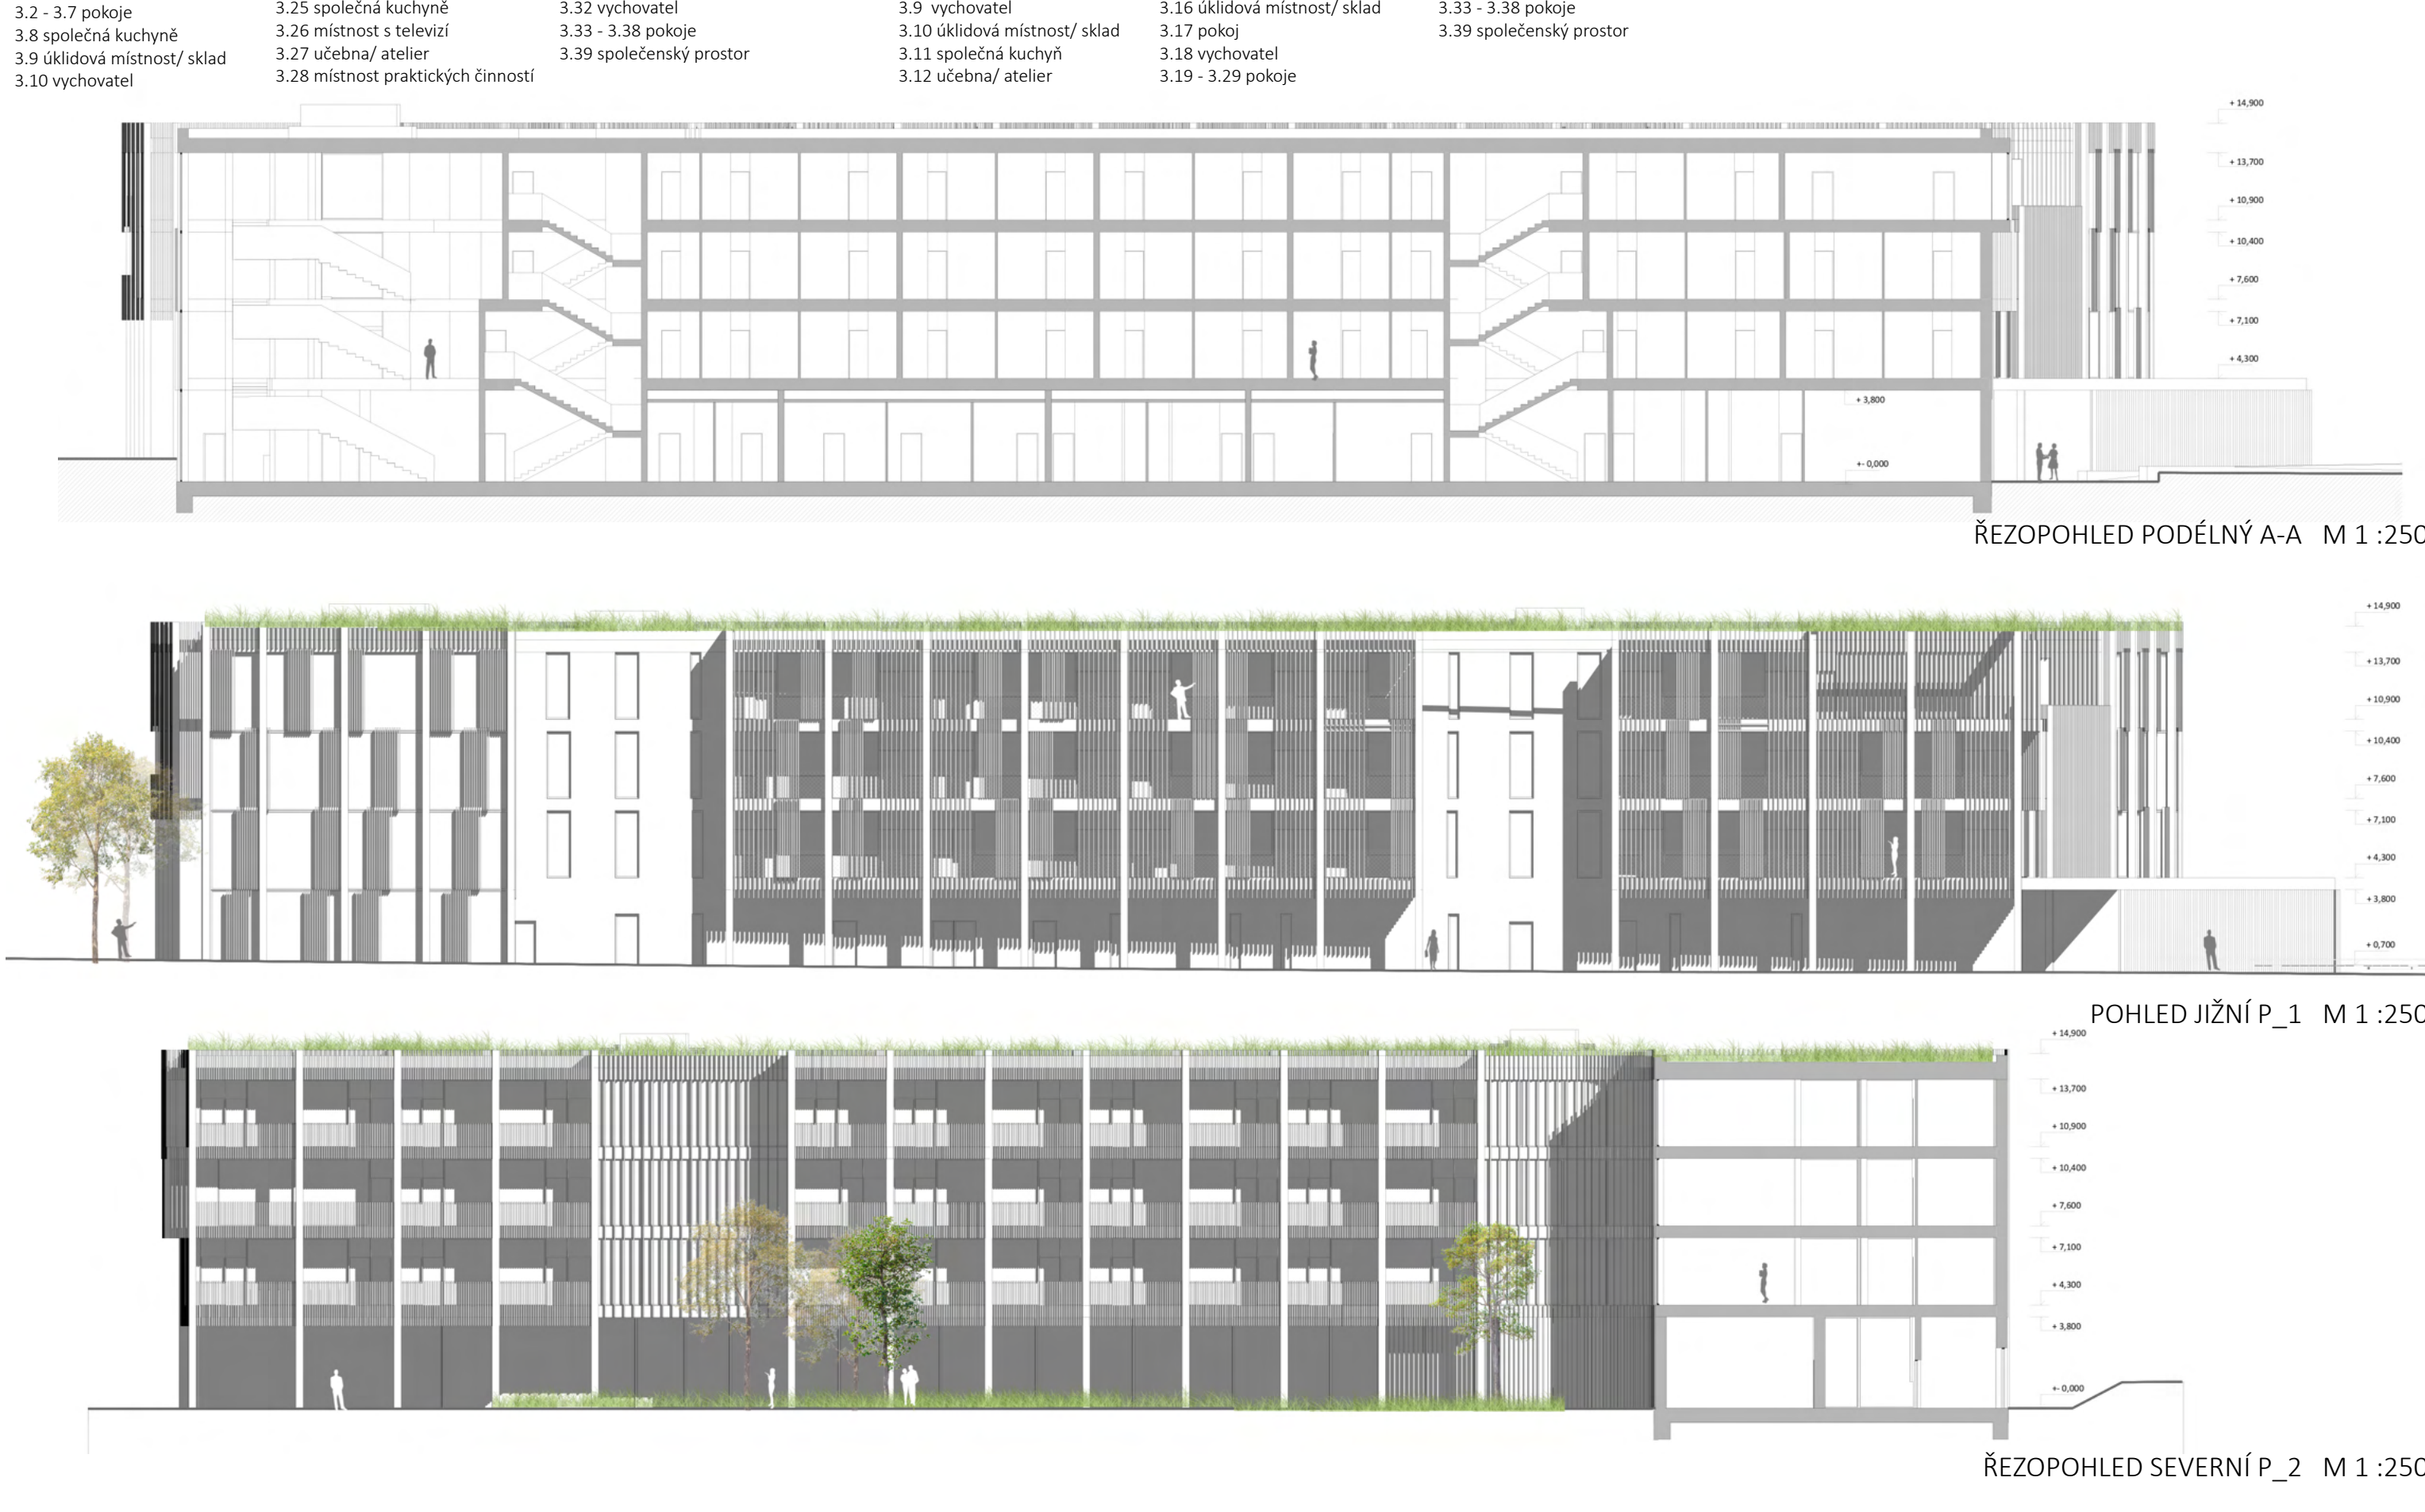 3.2 - 3.7 pokoje
3.8 společná kuchyně
3.9 úklidová místnost/ sklad
3.10 vychovatel
3.25 společná kuchyně
3.26 místnost s televizí
3.27 učebna/ atelier
3.28 místnost praktických činností
3.32 vychovatel
3.33 - 3.38 pokoje
3.39 společenský prostor
3.9 vychovatel
3.10 úklidová místnost/ sklad
3.11 společná kuchyň
3.12 učebna/ atelier
3.16 úklidová místnost/ sklad
3.17 pokoj
3.18 vychovatel
3.19 - 3.29 pokoje
3.33 - 3.38 pokoje
3.39 společenský prostor
+ 14,900
+ 13,700
+ 10,900
+ 10,400
+ 7,600
+ 7,100
+ 4,300
+ 3,800
+- 0,000
ŘEZOPOHLED PODÉLNÝ A-A M 1 :250
+ 14,900
+ 13,700
+ 10,900
+ 10,400
+ 7,600
+ 7,100
+ 4,300
+ 3,800
+ 0,700
POHLED JIŽNÍ P_1 M 1 :250
+ 14,900
+ 13,700
+ 10,900
+ 10,400
+ 7,600
+ 7,100
+ 4,300
+ 3,800
+- 0,000
ŘEZOPOHLED SEVERNÍ P_2 M 1 :250